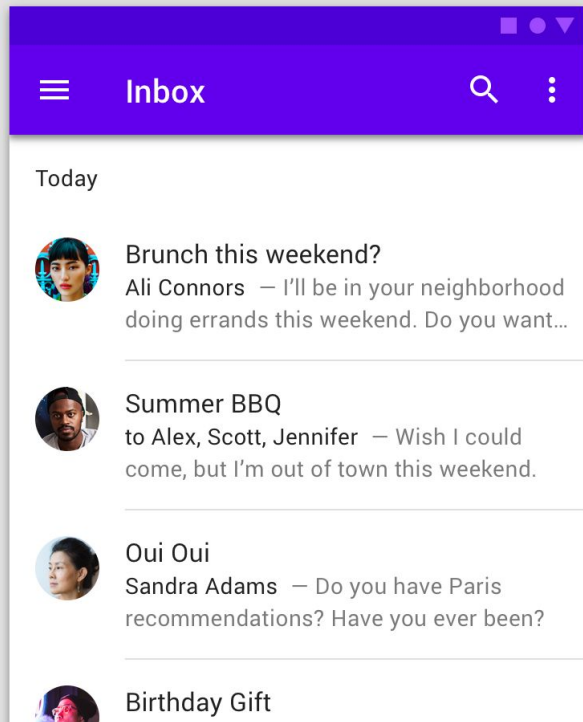 Inbox
Today
Brunch this weekend?
Ali Connors — I’ll be in your neighborhood
doing errands this weekend. Do you want…
Summer BBQ
to Alex, Scott, Jennifer — Wish I could
come, but I’m out of town this weekend.
Oui Oui
Sandra Adams — Do you have Paris
recommendations? Have you ever been?
Birthday Gift